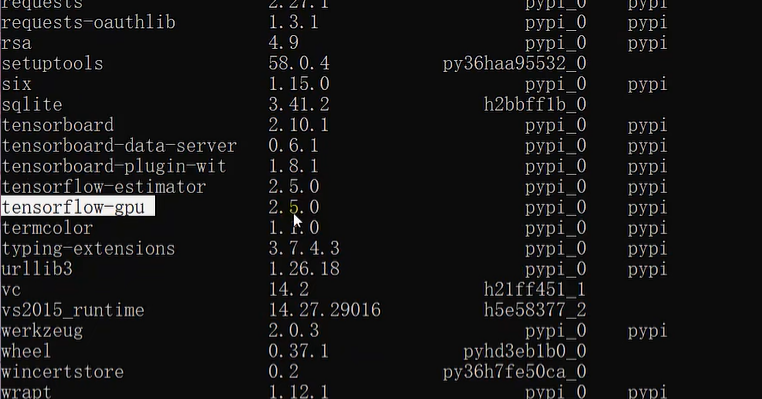 requests 2.27.1 pypi_0 pypi
requests-oauthlib 1.3.1 pypi_0 pypi
rsa 4.9 pypi_0 pypi
setuptools 58.0.4 py36haa95532_0
six 1.15.0 pypi_0 pypi
sqlite 3.41.2 h2bbff1b_0
tensorboard 2.10.1 pypi_0 pypi
tensorboard-data-server 0.6.1 pypi_0 pypi
tensorboard-plugin-wit 1.8.1 pypi_0 pypi
tensorflow-estimator 2.5.0 pypi_0 pypi
tensorflow-gpu 2.5.0 pypi_0 pypi
termcolor 1.1.0 pypi_0 pypi
typing-extensions 3.7.4.3 pypi_0 pypi
urllib3 1.26.18 pypi_0 pypi
vc 14.2 h21ff451_1
vs2015_runtime 14.27.29016 h5e58377_2
werkzeug 2.0.3 pypi_0 pypi
wheel 0.37.1 pyhd3eb1b0_0
wincertstore 0.2 py36h7fe50ca_0
wrapt 1.12.1 pypi_0 pypi